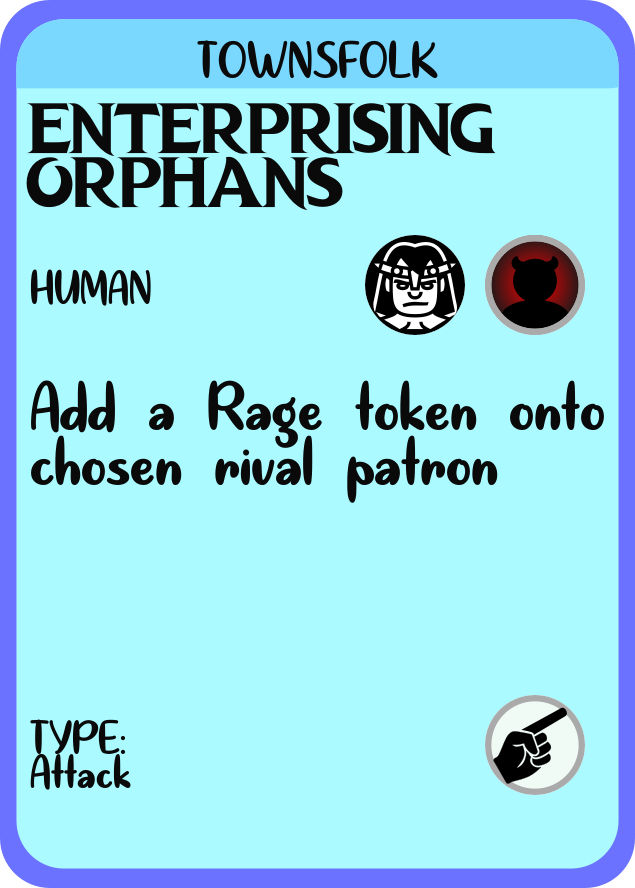 TOWNSFOLK
ENTERPRISING
ORPHANS
HUMAN
Add a Rage token onto
chosen rival patron
TYPE:
Attack